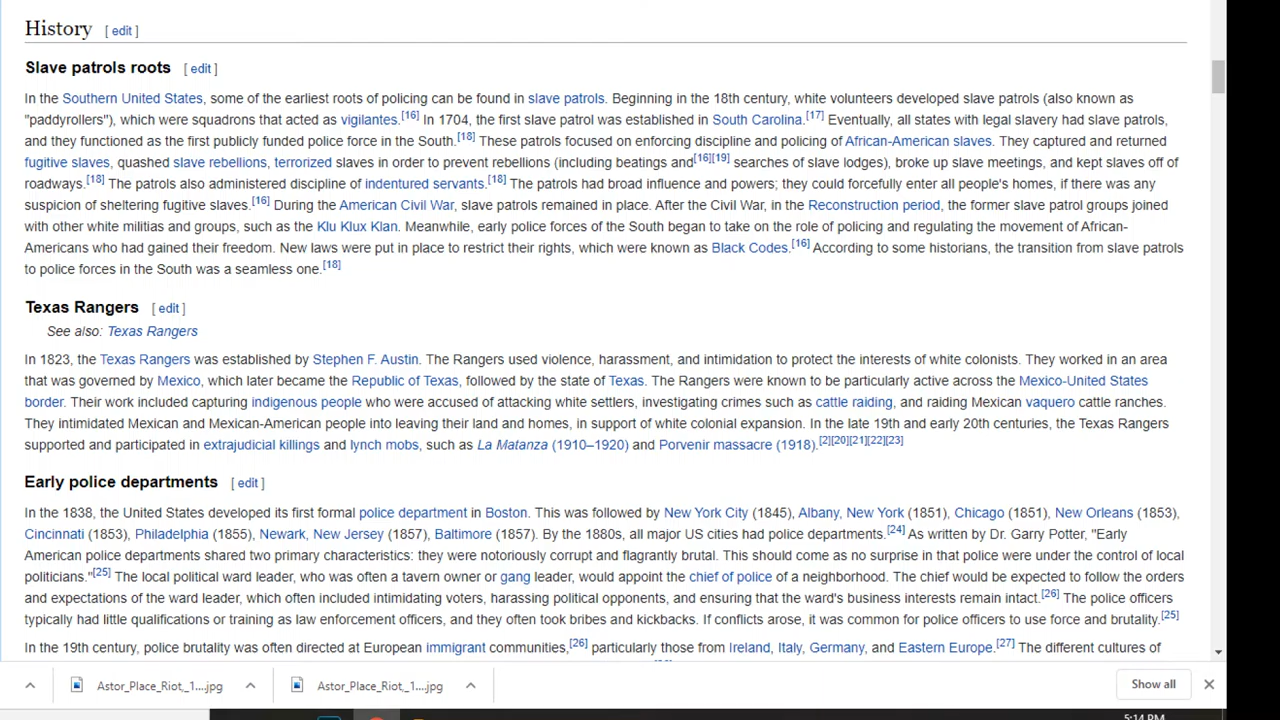 History [ edit ]
Slave patrols roots [ edit ]
In the Southern United States, some of the earliest roots of policing can be found in slave patrols. Beginning in the 18th century, white volunteers developed slave patrols (also known as
"paddyrollers"), which were squadrons that acted as vigilantes.[16] In 1704, the first slave patrol was established in South Carolina.[17] Eventually, all states with legal slavery had slave patrols,
and they functioned as the first publicly funded police force in the South.[18] These patrols focused on enforcing discipline and policing of African-American slaves. They captured and returned
fugitive slaves, quashed slave rebellions, terrorized slaves in order to prevent rebellions (including beatings and[16][19] searches of slave lodges), broke up slave meetings, and kept slaves off of
roadways.[18] The patrols also administered discipline of indentured servants.[18] The patrols had broad influence and powers; they could forcefully enter all people's homes, if there was any
suspicion of sheltering fugitive slaves.[16] During the American Civil War, slave patrols remained in place. After the Civil War, in the Reconstruction period, the former slave patrol groups joined
with other white militias and groups, such as the Klu Klux Klan. Meanwhile, early police forces of the South began to take on the role of policing and regulating the movement of African-
Americans who had gained their freedom. New laws were put in place to restrict their rights, which were known as Black Codes.[16] According to some historians, the transition from slave patrols
to police forces in the South was a seamless one.[18]
Texas Rangers [ edit ]
See also: Texas Rangers
In 1823, the Texas Rangers was established by Stephen F. Austin. The Rangers used violence, harassment, and intimidation to protect the interests of white colonists. They worked in an area
that was governed by Mexico, which later became the Republic of Texas, followed by the state of Texas. The Rangers were known to be particularly active across the Mexico-United States
border. Their work included capturing indigenous people who were accused of attacking white settlers, investigating crimes such as cattle raiding, and raiding Mexican vaquero cattle ranches.
They intimidated Mexican and Mexican-American people into leaving their land and homes, in support of white colonial expansion. In the late 19th and early 20th centuries, the Texas Rangers
supported and participated in extrajudicial killings and lynch mobs, such as La Matanza (1910–1920) and Porvenir massacre (1918).[2][20][21][22][23]
Early police departments [ edit ]
In the 1838, the United States developed its first formal police department in Boston. This was followed by New York City (1845), Albany, New York (1851), Chicago (1851), New Orleans (1853),
Cincinnati (1853), Philadelphia (1855), Newark, New Jersey (1857), Baltimore (1857). By the 1880s, all major US cities had police departments.[24] As written by Dr. Garry Potter, "Early
American police departments shared two primary characteristics: they were notoriously corrupt and flagrantly brutal. This should come as no surprise in that police were under the control of local
politicians."[25] The local political ward leader, who was often a tavern owner or gang leader, would appoint the chief of police of a neighborhood. The chief would be expected to follow the orders
and expectations of the ward leader, which often included intimidating voters, harassing political opponents, and ensuring that the ward's business interests remain intact.[26] The police officers
typically had little qualifications or training as law enforcement officers, and they often took bribes and kickbacks. If conflicts arose, it was common for police officers to use force and brutality.[25]
In the 19th century, police brutality was often directed at European immigrant communities,[26] particularly those from Ireland, Italy, Germany, and Eastern Europe.[27] The different cultures of
Astor_Place_Riot,_1....jpg Astor_Place_Riot,_1....jpg Show all
5:14 PM